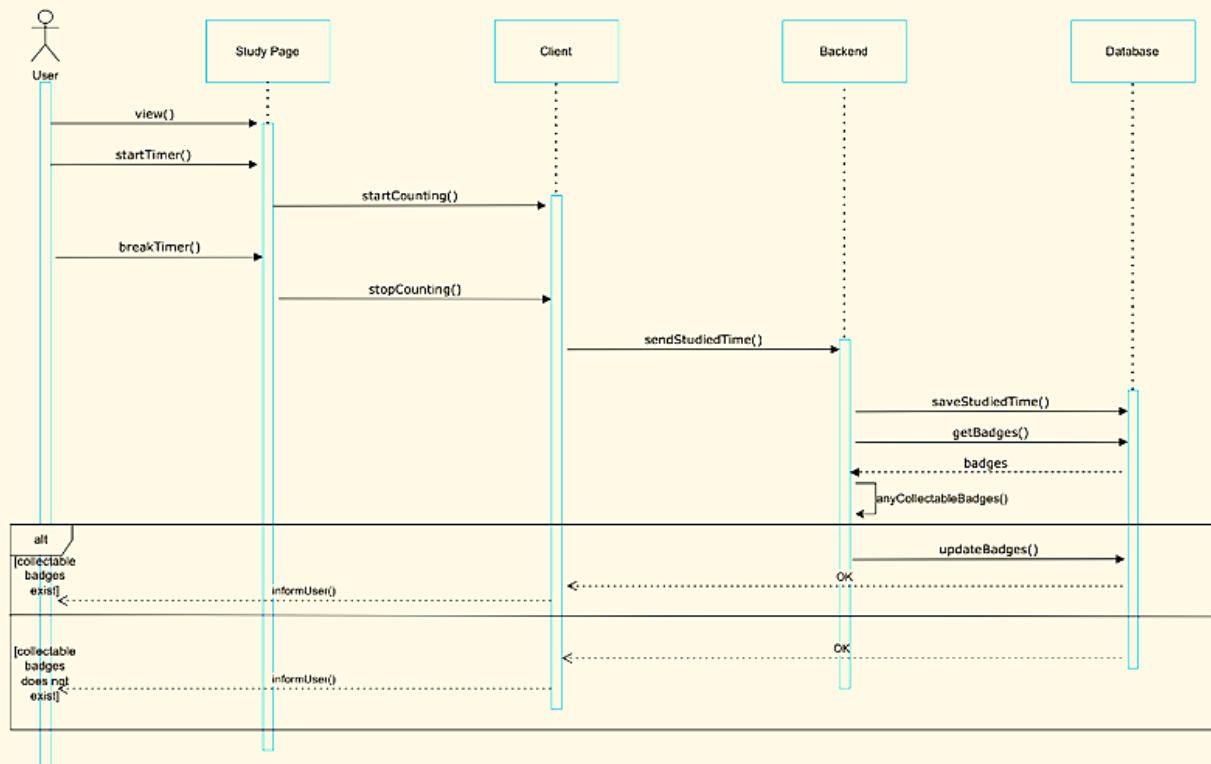 User
Study Page
Client
Backend
Database
view()
startTimer()
startCounting()
breakTimer()
stopCounting()
sendStudiedTime()
saveStudiedTime()
getBadges()
badges
anyCollectableBadges()
alt
[collectable
badges
exist]
updateBadges()
OK
informUser()
[collectable
badges
does not
exist]
OK
informUser()